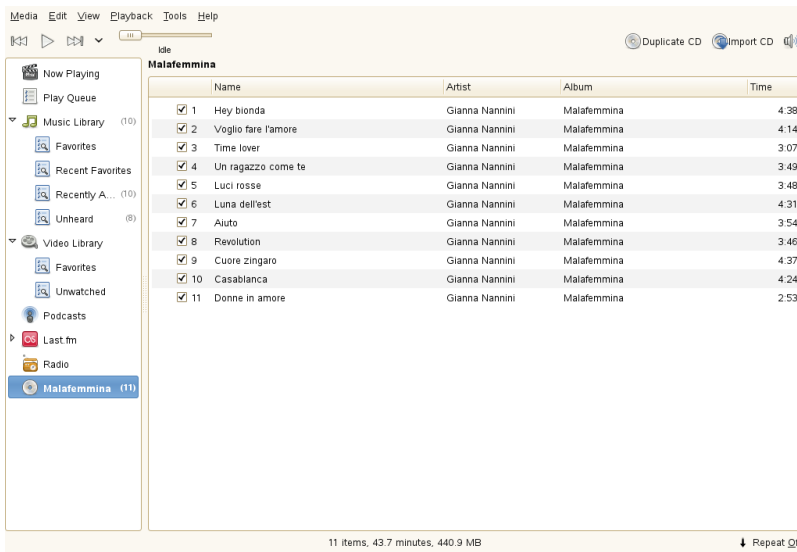 Media Edit View Playback Tools Help
Idle
Duplicate CD Import CD
Now Playing
Play Queue
Music Library (10)
Favorites
Recent Favorites
Recently A... (10)
Unheard (8)
Video Library
Favorites
Unwatched
Podcasts
Last.fm
Radio
Malafemmina (11)
Malafemmina
Name Artist Album Time
1 Hey bionda Gianna Nannini Malafemmina 4:38
2 Voglio fare l'amore Gianna Nannini Malafemmina 4:14
3 Time lover Gianna Nannini Malafemmina 3:07
4 Un ragazzo come te Gianna Nannini Malafemmina 3:49
5 Luci rosse Gianna Nannini Malafemmina 3:48
6 Luna dell'est Gianna Nannini Malafemmina 4:31
7 Aiuto Gianna Nannini Malafemmina 3:54
8 Revolution Gianna Nannini Malafemmina 3:46
9 Cuore zingaro Gianna Nannini Malafemmina 4:37
10 Casablanca Gianna Nannini Malafemmina 4:24
11 Donne in amore Gianna Nannini Malafemmina 2:53
11 items, 43.7 minutes, 440.9 MB
Repeat